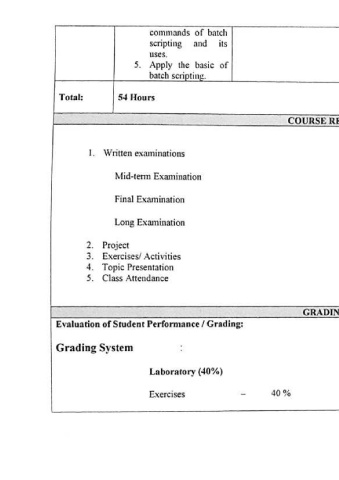 commands of batch
scripting and its
uses.
5. Apply the basic of
batch scripting.
Total: 54 Hours
COURSE RE
1. Written examinations
Mid-term Examination
Final Examination
Long Examination
2. Project
3. Exercises/ Activities
4. Topic Presentation
5. Class Attendance
GRADIN
Evaluation of Student Performance / Grading:
Grading System :
Laboratory (40%)
Exercises – 40 %